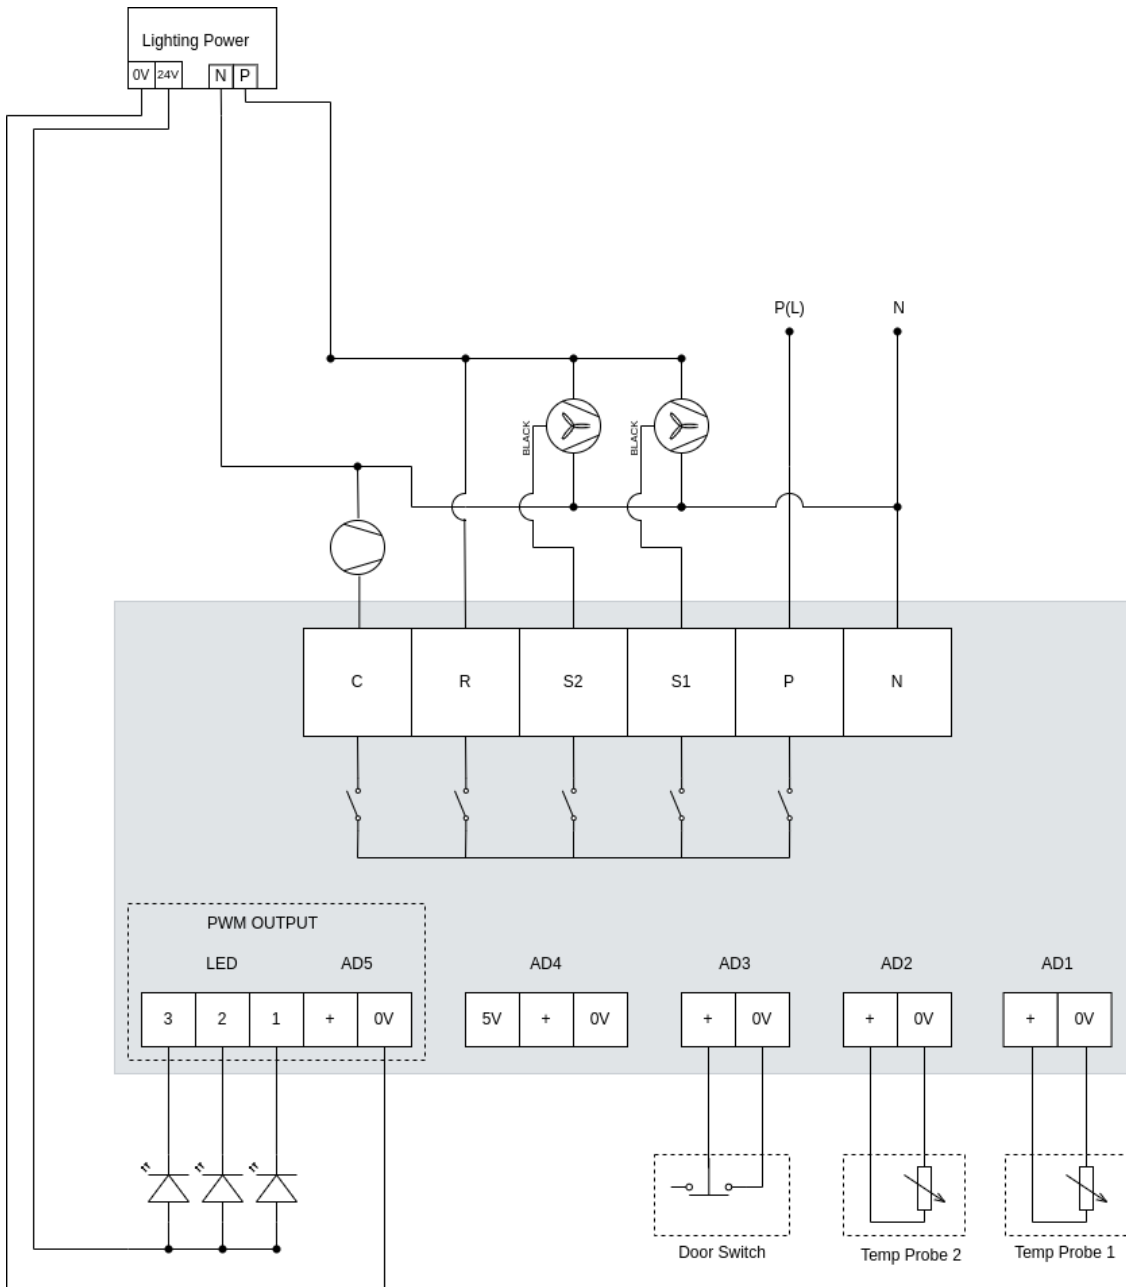 Lighting Power
0V 24V N P
P(L) N
BLACK BLACK
C R S2 S1 P N
PWM OUTPUT
LED AD5 AD4 AD3 AD2 AD1
3 2 1 + 0V 5V + 0V + 0V + 0V + 0V
Door Switch Temp Probe 2 Temp Probe 1